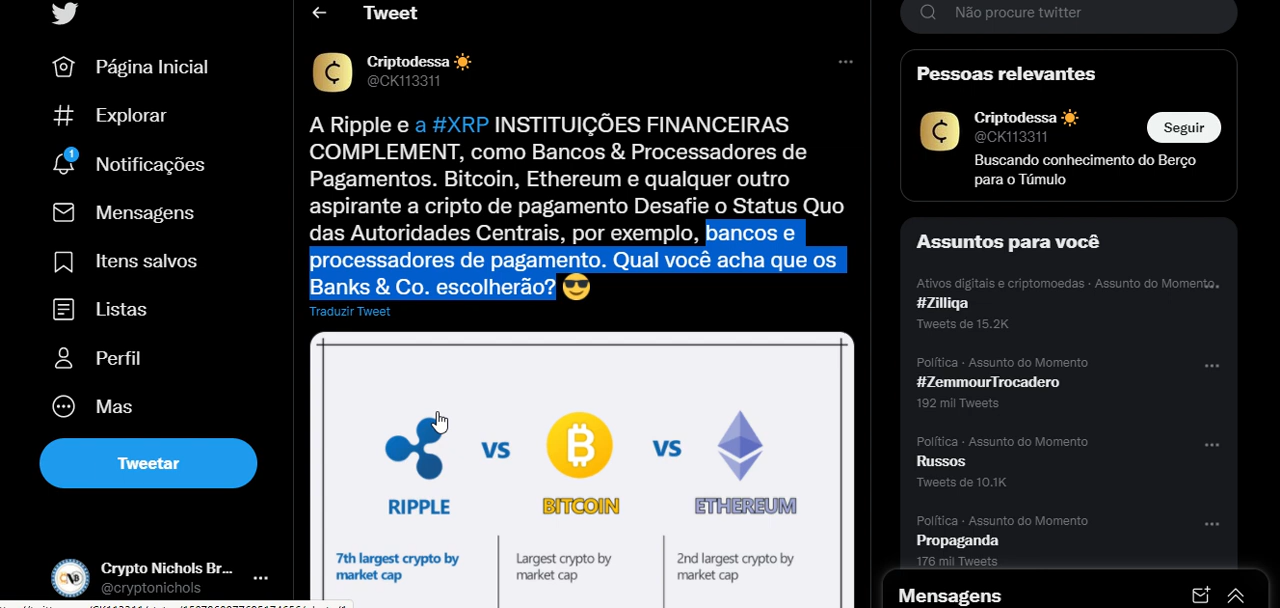 Tweet
Não procure twitter
Página Inicial
Explorar
1
Notificações
Mensagens
Itens salvos
Listas
Perfil
Mas
Tweetar
Crypto Nichols Br...
@cryptonichols
Criptodessa
@CK113311
A Ripple e a #XRP INSTITUIÇÕES FINANCEIRAS
COMPLEMENT, como Bancos & Processadores de
Pagamentos. Bitcoin, Ethereum e qualquer outro
aspirante a cripto de pagamento Desafie o Status Quo
das Autoridades Centrais, por exemplo, bancos e
processadores de pagamento. Qual você acha que os
Banks & Co. escolherão? 😎
Traduzir Tweet
VS
VS
RIPPLE
BITCOIN
ETHEREUM
7th largest crypto by
market cap
Largest crypto by
market cap
2nd largest crypto by
market cap
Pessoas relevantes
Criptodessa
@CK113311
Seguir
Buscando conhecimento do Berço
para o Túmulo
Assuntos para você
Ativos digitais e criptomoedas · Assunto do Momento
#Zilliqa
Tweets de 15.2K
Política · Assunto do Momento
#ZemmourTrocadero
192 mil Tweets
Política · Assunto do Momento
Russos
Tweets de 10.1K
Política · Assunto do Momento
Propaganda
176 mil Tweets
Mensagens